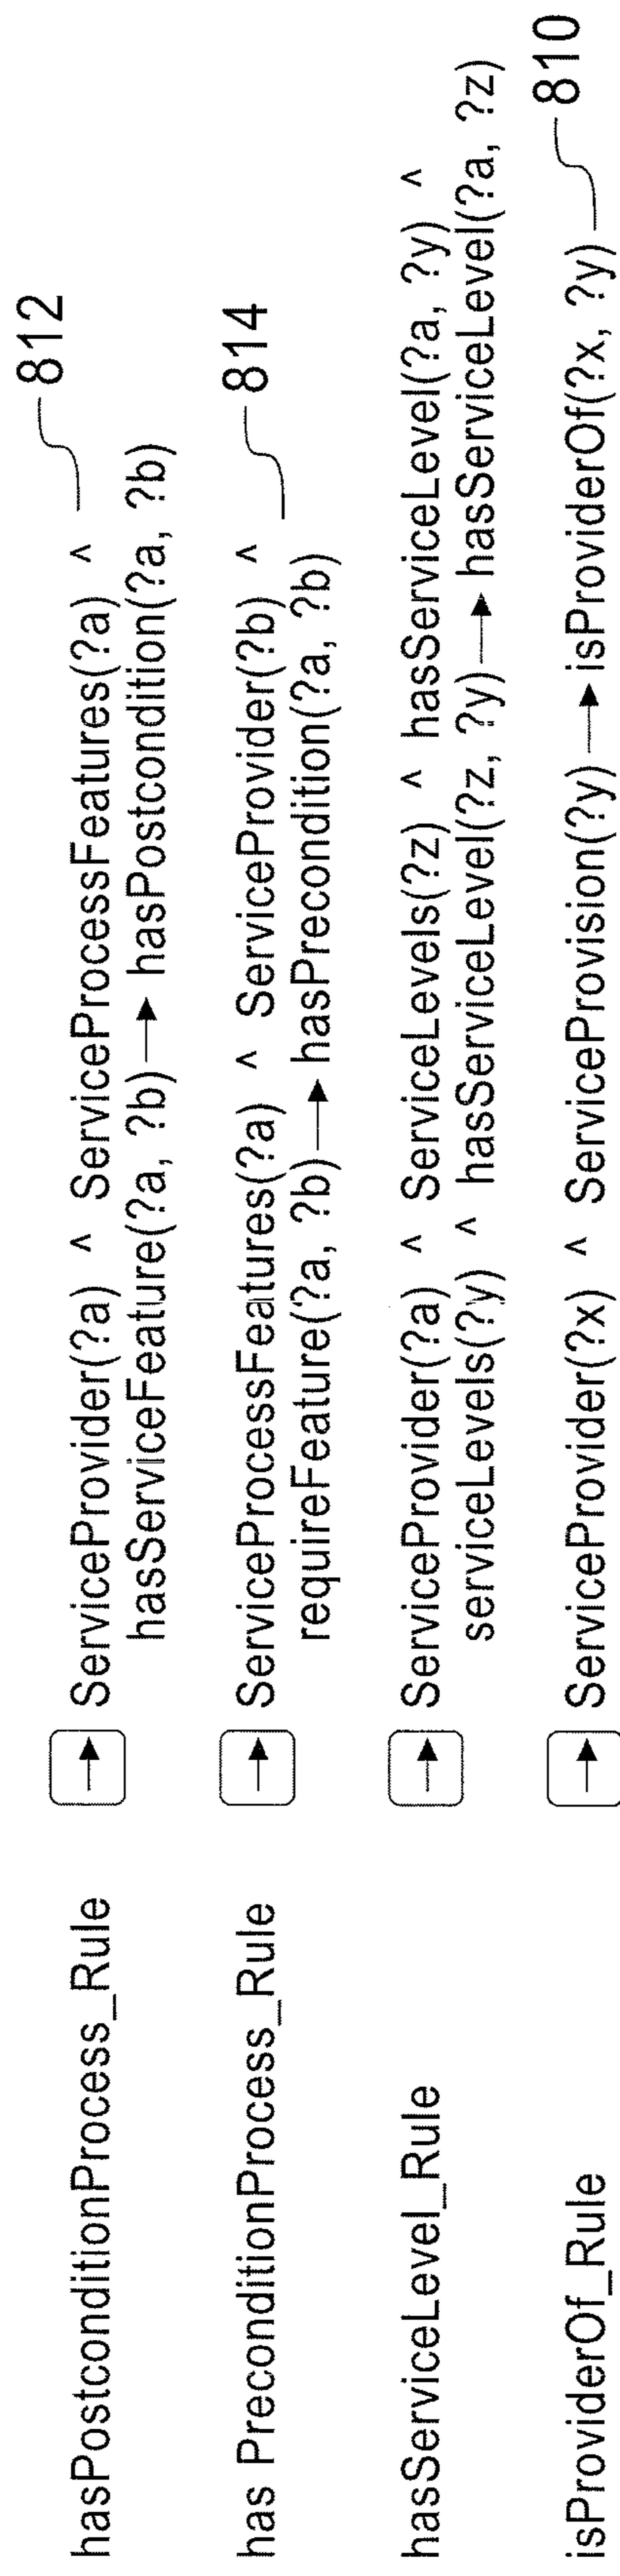 hasPostconditionProcess_Rule
ServiceProvider(?a) ^ ServiceProcessFeatures(?a) ^ 812
hasServiceFeature(?a, ?b) → hasPostcondition(?a, ?b)
has PreconditionProcess_Rule
ServiceProcessFeatures(?a) ^ ServiceProvider(?b) ^ 814
requireFeature(?a, ?b) → hasPrecondition(?a, ?b)
hasServiceLevel_Rule
ServiceProvider(?a) ^ ServiceLevels(?z) ^ hasServiceLevel(?a, ?y) ^
serviceLevels(?y) ^ hasServiceLevel(?z, ?y) → hasServiceLevel(?a, ?z)
isProviderOf_Rule
ServiceProvider(?x) ^ ServiceProvision(?y) → isProviderOf(?x, ?y) 810